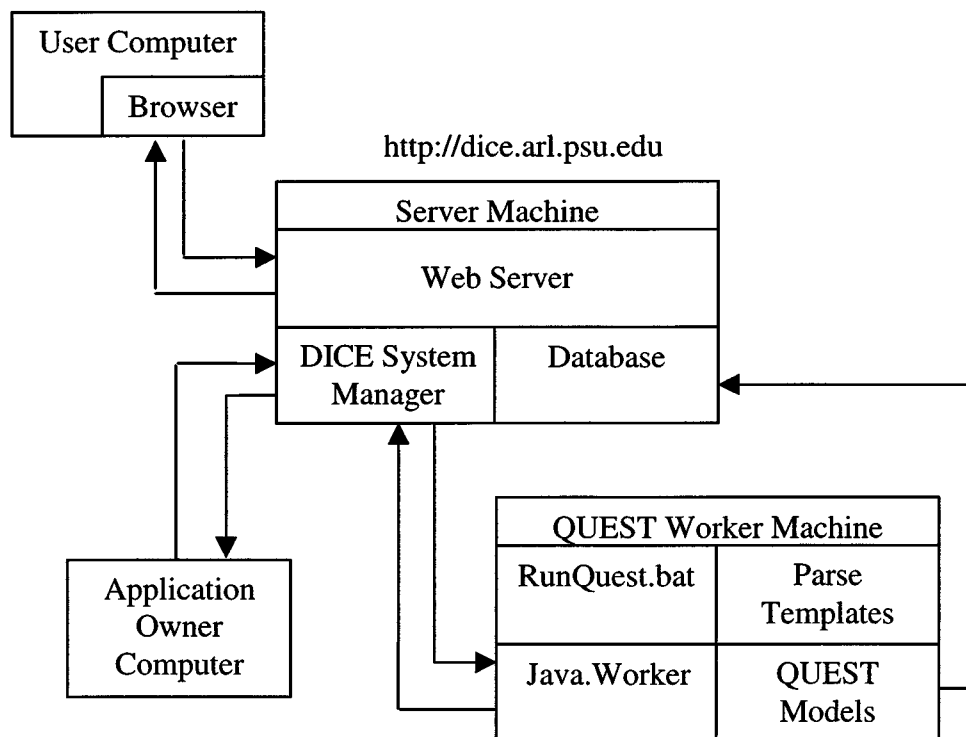 User Computer
Browser
http://dice.arl.psu.edu
Server Machine
Web Server
DICE System
Manager
Database
Application
Owner
Computer
QUEST Worker Machine
RunQuest.bat
Parse
Templates
Java.Worker
QUEST
Models